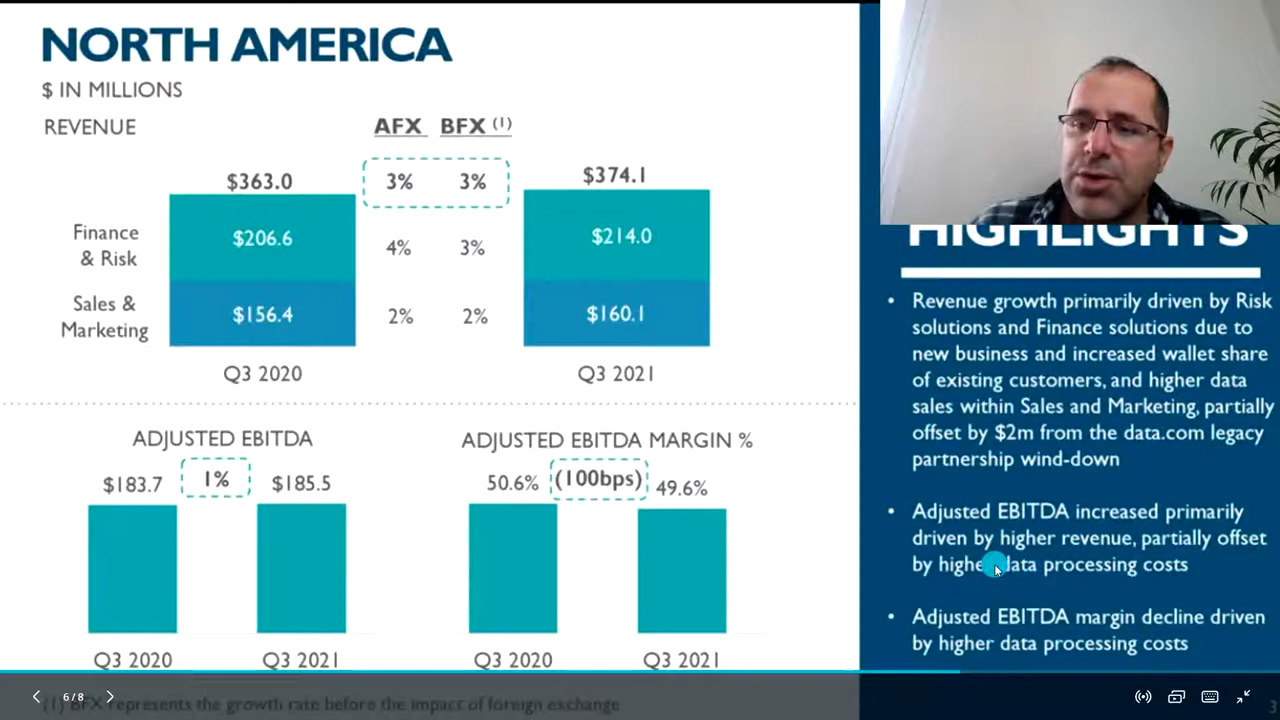 NORTH AMERICA
$ IN MILLIONS
REVENUE
AFX BFX (1)
$363.0 3% 3% $374.1
Finance
& Risk
$206.6 4% 3% $214.0
Sales &
Marketing
$156.4 2% 2% $160.1
Q3 2020 Q3 2021
ADJUSTED EBITDA
$183.7 1% $185.5
Q3 2020 Q3 2021
ADJUSTED EBITDA MARGIN %
50.6% (100bps) 49.6%
Q3 2020 Q3 2021
HIGHLIGHTS
• Revenue growth primarily driven by Risk
solutions and Finance solutions due to
new business and increased wallet share
of existing customers, and higher data
sales within Sales and Marketing, partially
offset by $2m from the data.com legacy
partnership wind-down
• Adjusted EBITDA increased primarily
driven by higher revenue, partially offset
by higher data processing costs
• Adjusted EBITDA margin decline driven
by higher data processing costs
6/8
(1) BFX represents the growth rate before the impact of foreign exchange